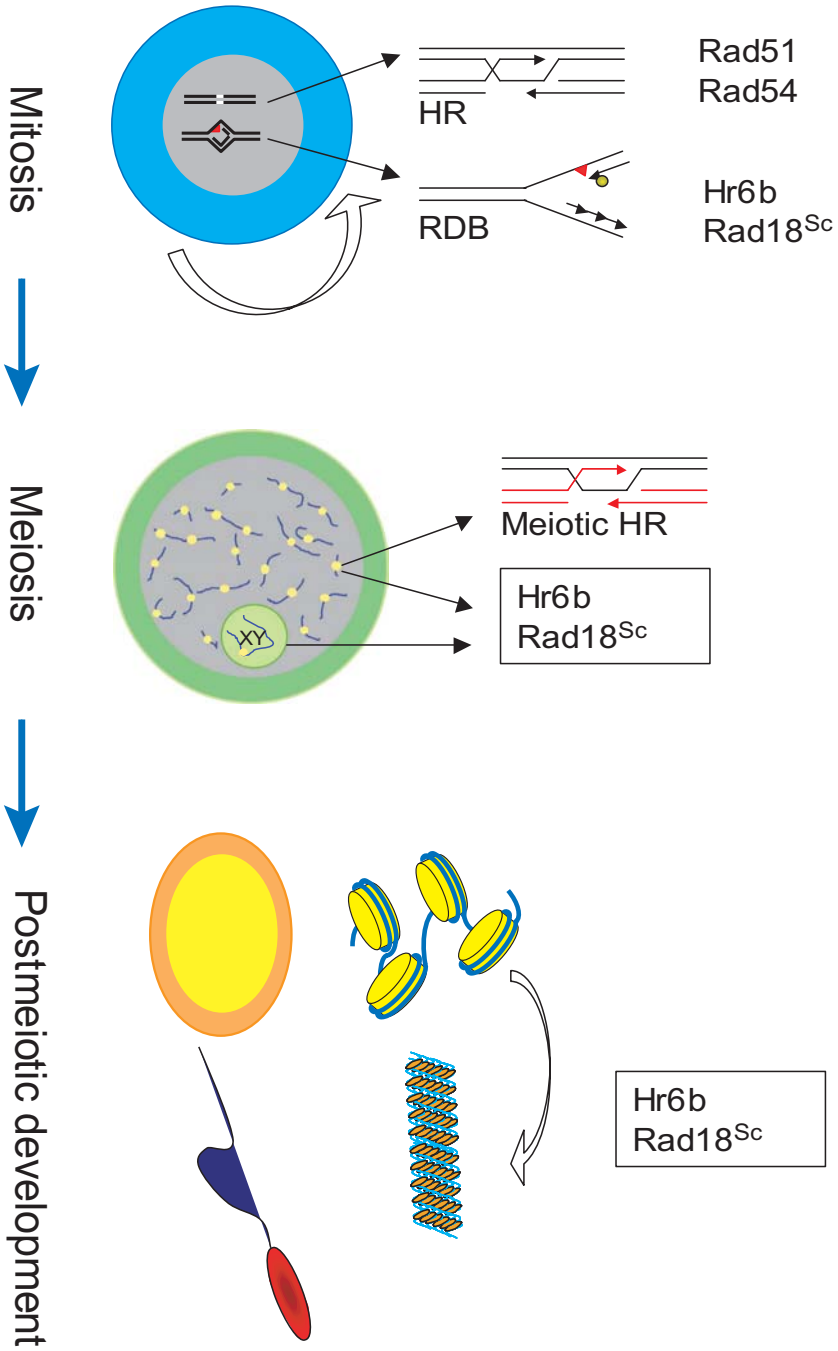 Mitosis
HR
Rad51
Rad54
RDB
Hr6b
Rad18Sc
Meiosis
XY
Meiotic HR
Hr6b
Rad18Sc
Postmeiotic development
Hr6b
Rad18Sc